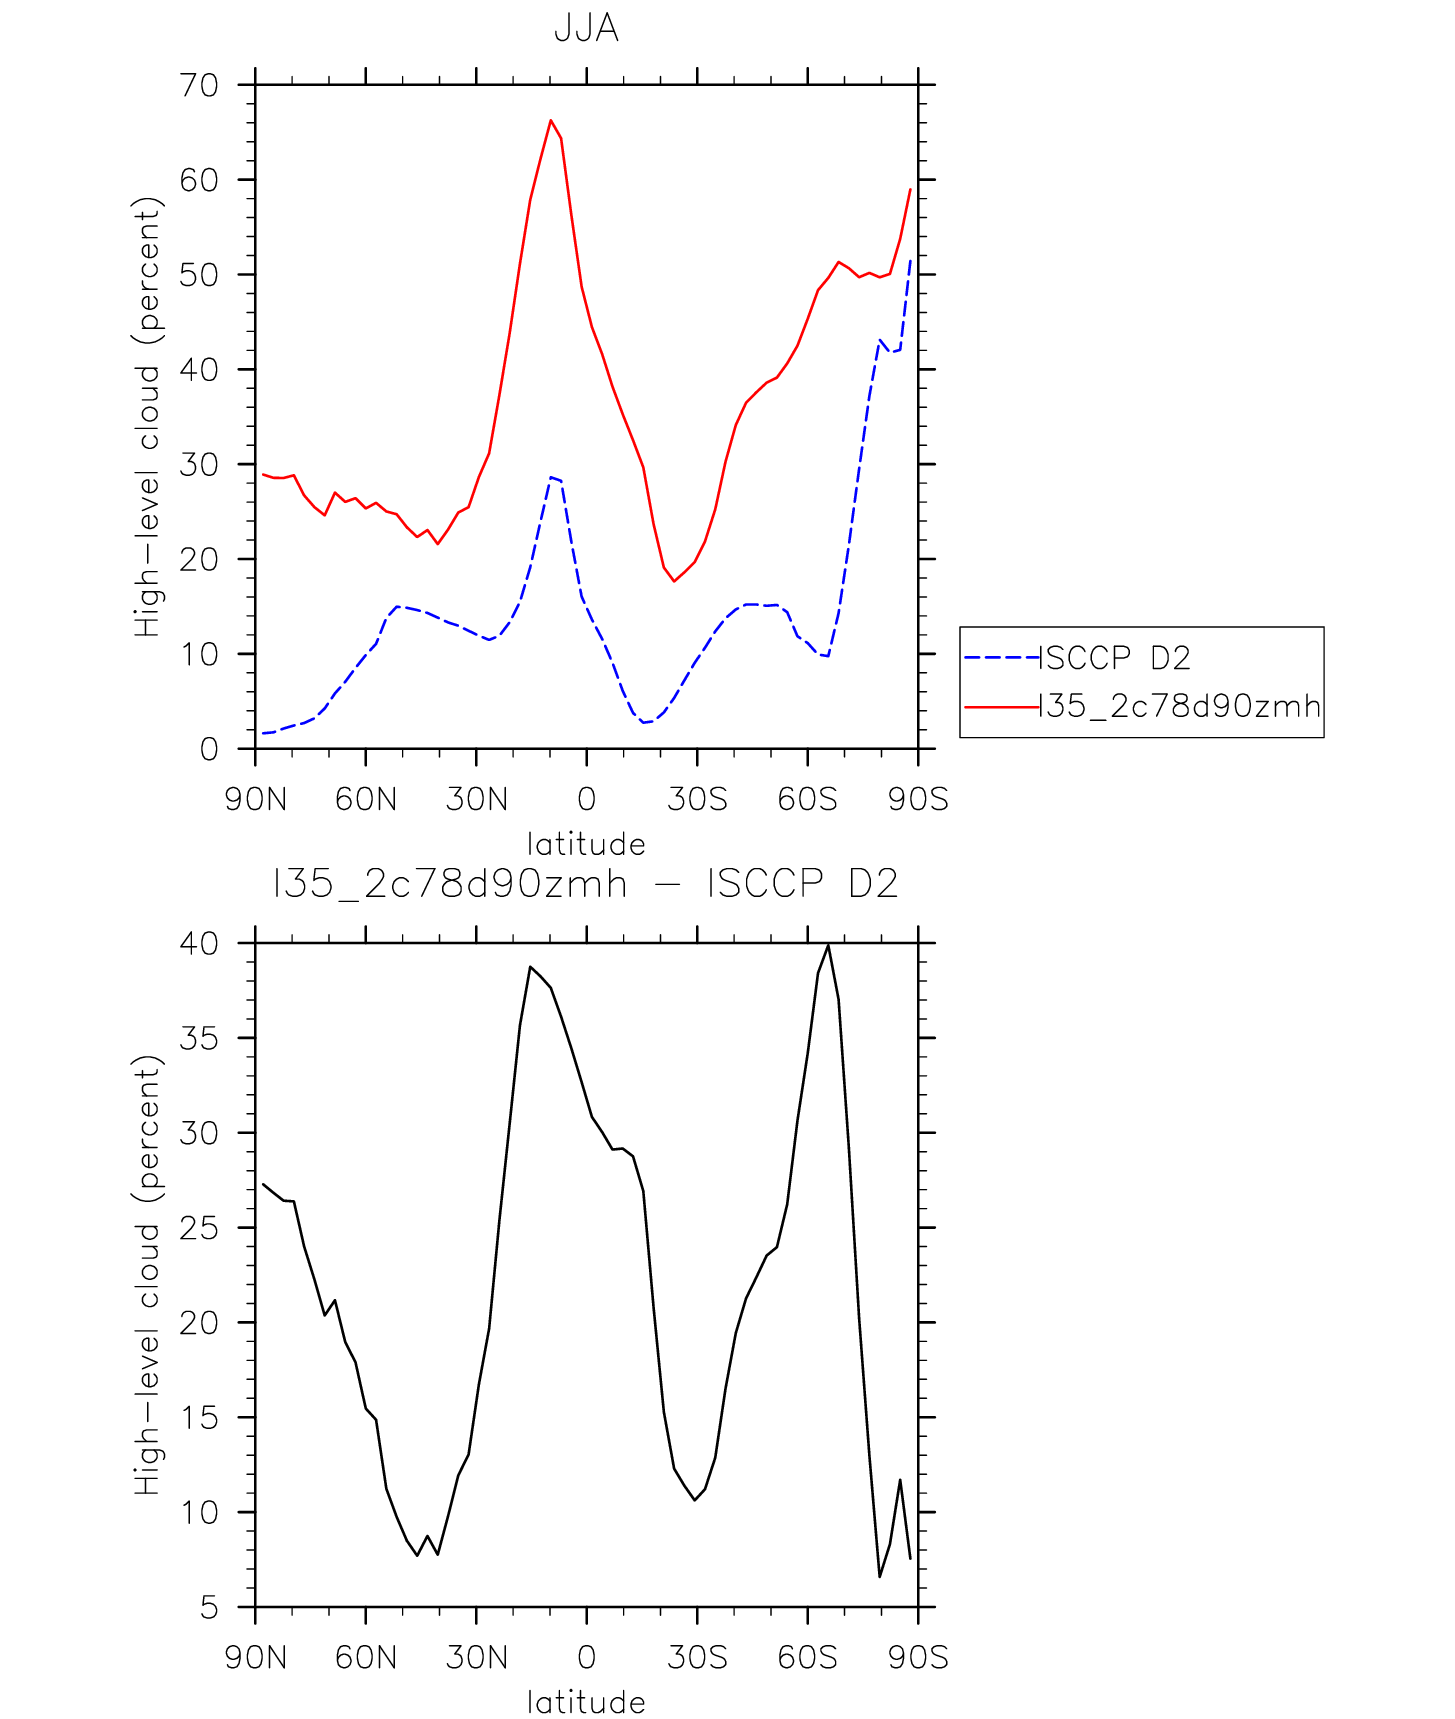 JJA
High-level cloud (percent)
70
60
50
40
30
20
10
0
90N 60N 30N 0 30S 60S 90S
latitude
ISCCP D2
I35_2c78d90zmh
I35_2c78d90zmh - ISCCP D2
High-level cloud (percent)
40
35
30
25
20
15
10
5
90N 60N 30N 0 30S 60S 90S
latitude